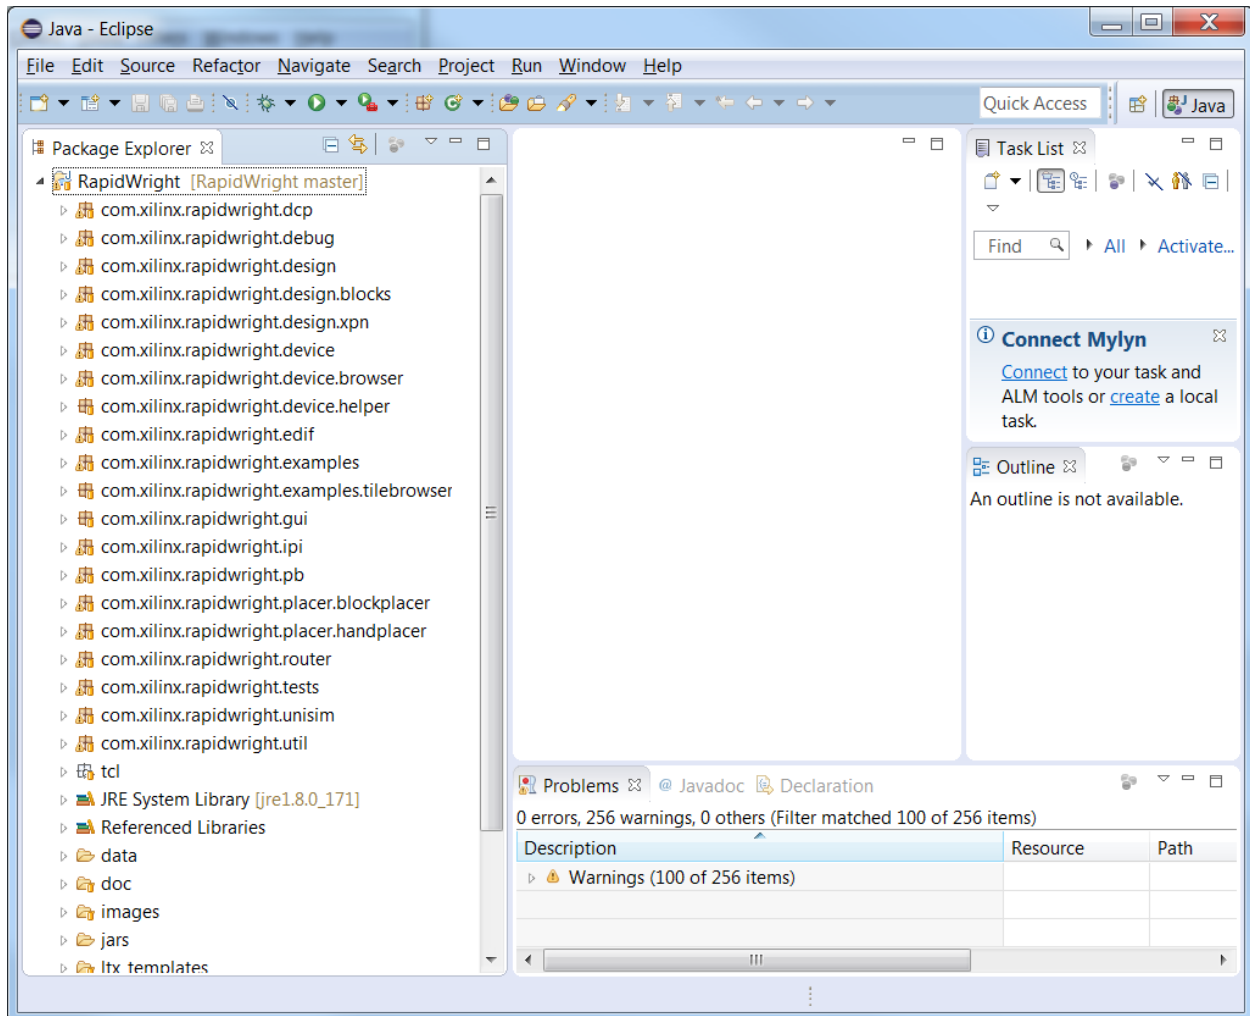 Java - Eclipse
File Edit Source Refactor Navigate Search Project Run Window Help
Quick Access
Java
Package Explorer
RapidWright [RapidWright master]
com.xilinx.rapidwright.dcp
com.xilinx.rapidwright.debug
com.xilinx.rapidwright.design
com.xilinx.rapidwright.design.blocks
com.xilinx.rapidwright.design.xpn
com.xilinx.rapidwright.device
com.xilinx.rapidwright.device.browser
com.xilinx.rapidwright.device.helper
com.xilinx.rapidwright.edif
com.xilinx.rapidwright.examples
com.xilinx.rapidwright.examples.tilebrowser
com.xilinx.rapidwright.gui
com.xilinx.rapidwright.ipi
com.xilinx.rapidwright.pb
com.xilinx.rapidwright.placer.blockplacer
com.xilinx.rapidwright.placer.handplacer
com.xilinx.rapidwright.router
com.xilinx.rapidwright.tests
com.xilinx.rapidwright.unisim
com.xilinx.rapidwright.util
tcl
JRE System Library [jre1.8.0_171]
Referenced Libraries
data
doc
images
jars
ltx_templates
Task List
Find All Activate...
Connect Mylyn
Connect to your task and
ALM tools or create a local
task.
Outline
An outline is not available.
Problems @ Javadoc Declaration
0 errors, 256 warnings, 0 others (Filter matched 100 of 256 items)
Description Resource Path
Warnings (100 of 256 items)